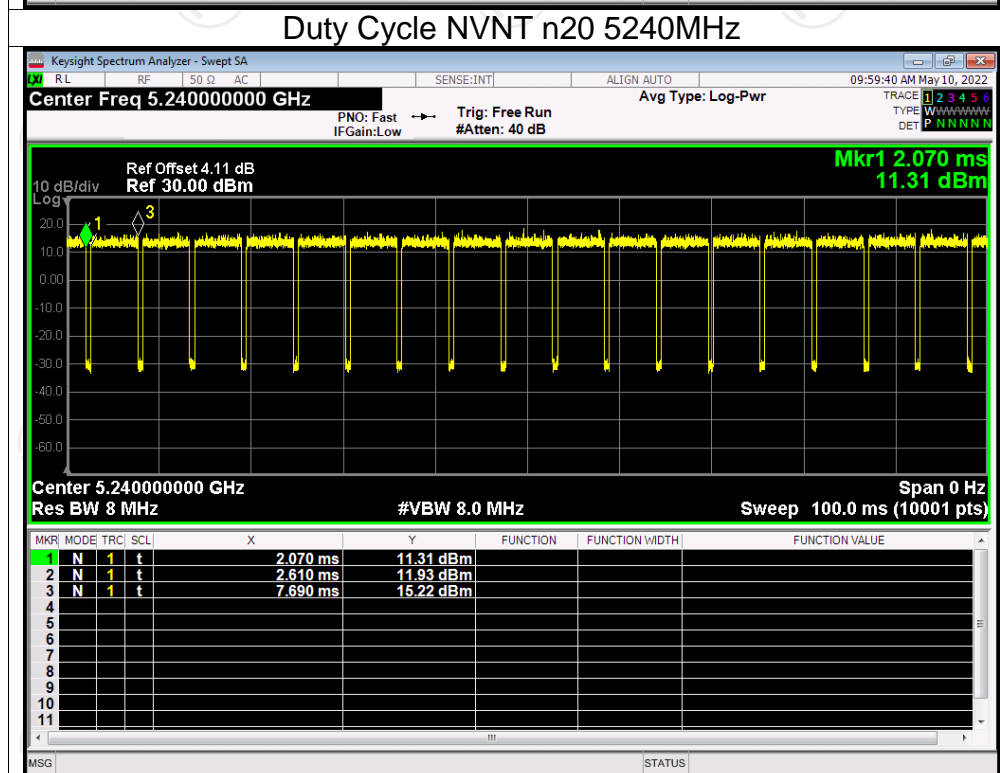 Duty Cycle NVNT n20 5240MHz
Keysight Spectrum Analyzer - Swept SA
LXI RL RF 50 Ω AC SENSE:INT ALIGN AUTO 09:59:40 AM May 10, 2022
Center Freq 5.240000000 GHz Avg Type: Log-Pwr TRACE 1 2 3 4 5 6
PNO: Fast Trig: Free Run TYPE WWWWWW
IFGain:Low #Atten: 40 dB DET P N N N N N
Mkr1 2.070 ms
Ref Offset 4.11 dB
10 dB/div Ref 30.00 dBm 11.31 dBm
Log
1 3
20.0
10.0
0.00
-10.0
-20.0
-30.0
-40.0
-50.0
-60.0
Center 5.240000000 GHz Span 0 Hz
Res BW 8 MHz #VBW 8.0 MHz Sweep 100.0 ms (10001 pts)
MKR MODE TRC SCL X Y FUNCTION FUNCTION WIDTH FUNCTION VALUE
1 N 1 t 2.070 ms 11.31 dBm
2 N 1 t 2.610 ms 11.93 dBm
3 N 1 t 7.690 ms 15.22 dBm
4
5
6
7
8
9
10
11
MSG STATUS